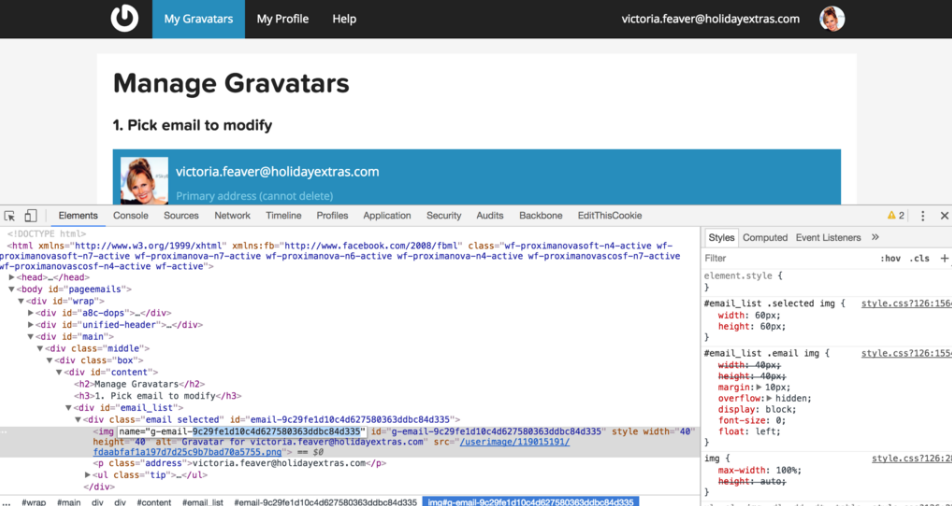 My Gravatars My Profile Help victoria.feaver@holidayextras.com
Manage Gravatars
1. Pick email to modify
victoria.feaver@holidayextras.com
Primary address (cannot delete)
Elements Console Sources Network Timeline Profiles Application Security Audits Backbone EditThisCookie 2
<!DOCTYPE html>
<html xmlns="http://www.w3.org/1999/xhtml" xmlns:fb="http://www.facebook.com/2008/fbml" class="wf-proximanovasoft-n4-active wf-
proximanovasoft-n7-active wf-proximanova-n7-active wf-proximanova-n6-active wf-proximanova-n4-active wf-proximanovascosf-n7-active
wf-proximanovascosf-n4-active wf-active">
<head>…</head>
<body id="pageemails">
<div id="wrap">
<div id="a8c-dops">…</div>
<div id="unified-header">…</div>
<div id="main">
<div class="middle">
<div class="box">
<div id="content">
<h2>Manage Gravatars</h2>
<h3>1. Pick email to modify</h3>
<div id="email_list">
<div class="email selected" id="email-9c29fe1d10c4d627580363ddbc84d335">
<img name="g-email-9c29fe1d10c4d627580363ddbc84d335" id="g-email-9c29fe1d10c4d627580363ddbc84d335" style width="40"
height="40" alt="Gravatar for victoria.feaver@holidayextras.com" src="/userimage/119015191/
fdaabfaf1a197d7d25c9b7bad70a5755.png"> == $0
<p class="address">victoria.feaver@holidayextras.com</p>
<ul class="tip">…</ul>
</div>
#wrap #main div div #content #email_list #email-9c29fe1d10c4d627580363ddbc84d335 img#g-email-9c29fe1d10c4d627580363ddbc84d335
Styles Computed Event Listeners »
Filter :hov .cls +
element.style {
}
#email_list .selected img { style.css?126:156
width: 60px;
height: 60px;
}
#email_list .email img { style.css?126:155
width: 40px;
height: 40px;
margin: 10px;
overflow: hidden;
display: block;
font-size: 0;
float: left;
}
img { style.css?126:28
max-width: 100%;
height: auto;
}